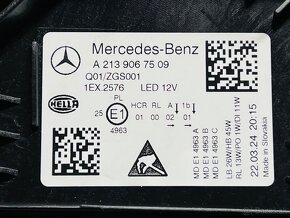 Mercedes-Benz
A 213 906 75 09
Q01/ZGS001
1EX.2576 LED 12V
HELLA
PL
25
E1
4963
HCR RL A 1b
01 00 02 01
MD E1 4963 A
MD E1 4963 B
MD E1 4963 C
LB 26W/HB 45W
RL 13W/PO 1W/DI 11W
22.03.24 20:15
Made in Slovakia